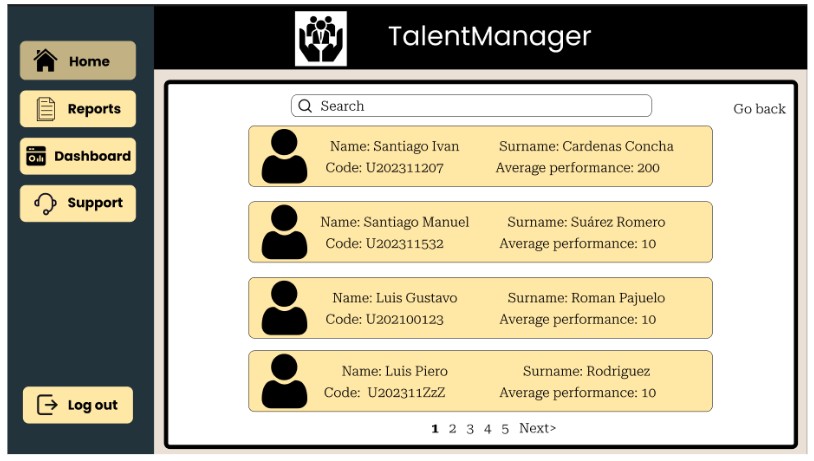 TalentManager
Home
Reports
Dashboard
Support
Log out
Search
Go back
Name: Santiago Ivan Surname: Cardenas Concha
Code: U202311207 Average performance: 200
Name: Santiago Manuel Surname: Suárez Romero
Code: U202311532 Average performance: 10
Name: Luis Gustavo Surname: Roman Pajuelo
Code: U202100123 Average performance: 10
Name: Luis Piero Surname: Rodriguez
Code: U202311ZzZ Average performance: 10
1 2 3 4 5 Next>